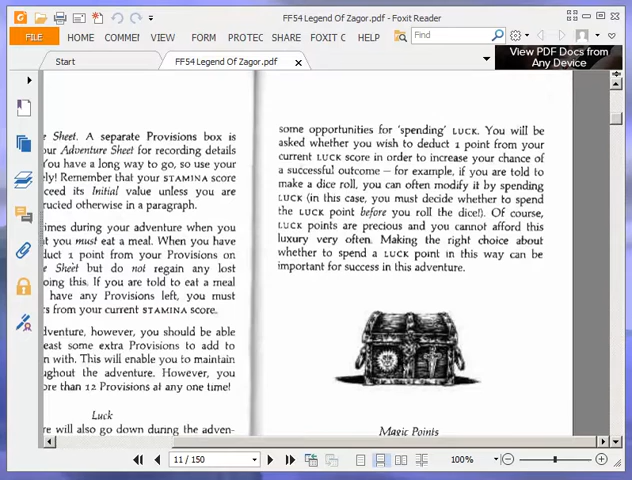 FF54 Legend Of Zagor.pdf - Foxit Reader
FILE HOME COMMEI VIEW FORM PROTEC SHARE FOXIT C HELP Find
Start FF54 Legend Of Zagor.pdf
View PDF Docs from
Any Device
e Sheet. A separate Provisions box is
our Adventure Sheet for recording details
You have a long way to go, so use your
ely! Remember that your STAMINA score
ceed its Initial value unless you are
tructed otherwise in a paragraph.
times during your adventure when you
t you must eat a meal. When you have
duct 1 point from your Provisions on
e Sheet but do not regain any lost
oing this. If you are told to eat a meal
have any Provisions left, you must
s from your current STAMINA score.
dventure, however, you should be able
east some extra Provisions to add to
n with. This will enable you to maintain
ughout the adventure. However, you
ore than 12 Provisions at any one time!
Luck
re will also go down during the adven-
some opportunities for 'spending' LUCK. You will be
asked whether you wish to deduct 1 point from your
current LUCK score in order to increase your chance of
a successful outcome – for example, if you are told to
make a dice roll, you can often modify it by spending
LUCK (in this case, you must decide whether to spend
the LUCK point before you roll the dice!). Of course,
LUCK points are precious and you cannot afford this
luxury very often. Making the right choice about
whether to spend a LUCK point in this way can be
important for success in this adventure.
Magic Points
11 / 150 100%